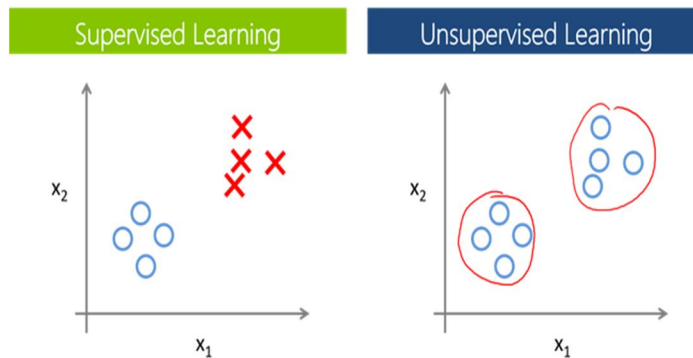 Supervised Learning
Unsupervised Learning
x₂
x₁
x₂
x₁